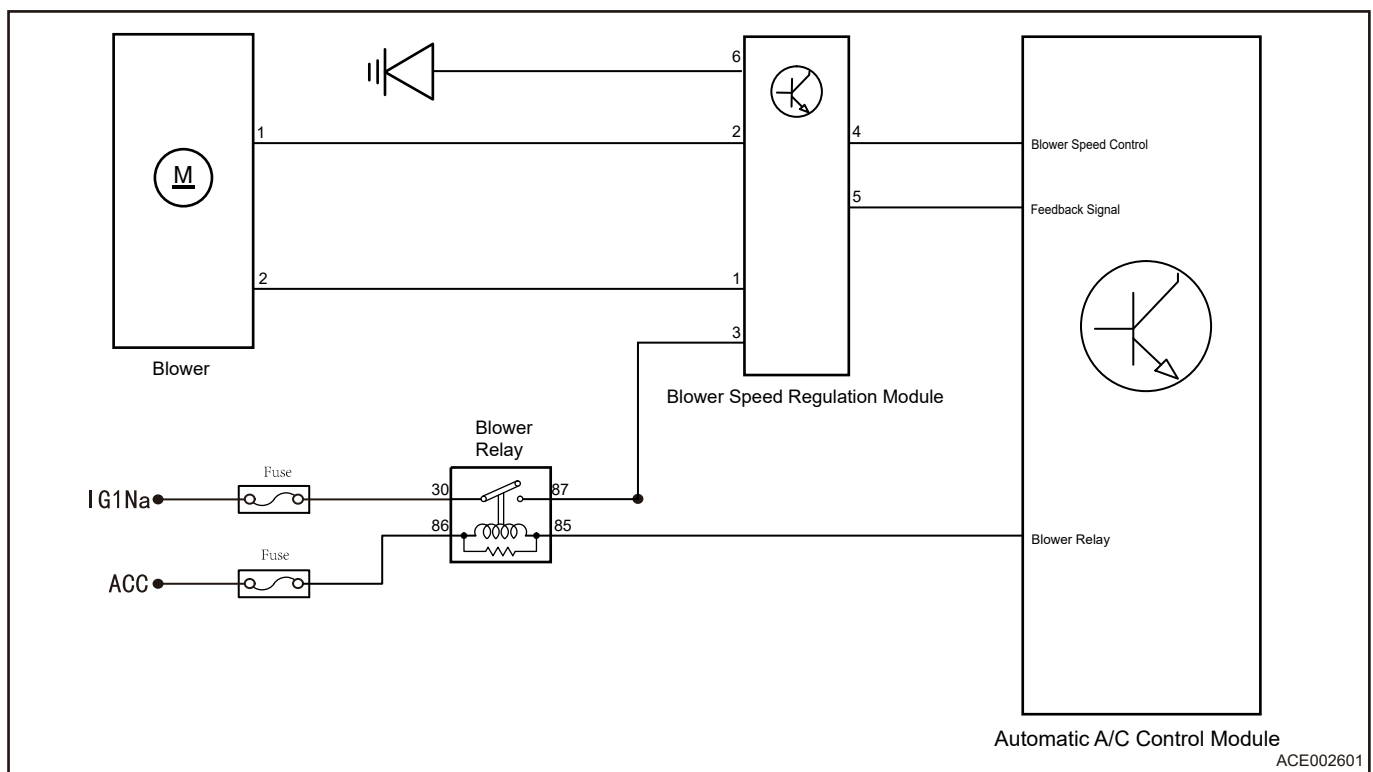 6
1
2
4
Blower Speed Control
M
5
Feedback Signal
2
1
3
Blower
Blower Speed Regulation Module
Blower
Relay
Fuse
IG1Na
30
87
86
85
Blower Relay
Fuse
ACC
Automatic A/C Control Module
ACE002601